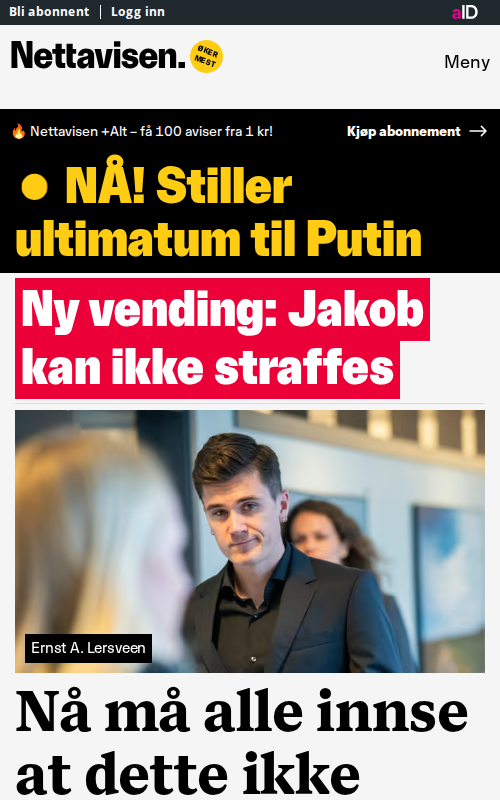 Bli abonnent | Logg inn
aID
Nettavisen.
ØKER MEST
Meny
🔥 Nettavisen +Alt – få 100 aviser fra 1 kr!
Kjøp abonnement →
● NÅ! Stiller
ultimatum til Putin
Ny vending: Jakob
kan ikke straffes
Ernst A. Lersveen
Nå må alle innse
at dette ikke